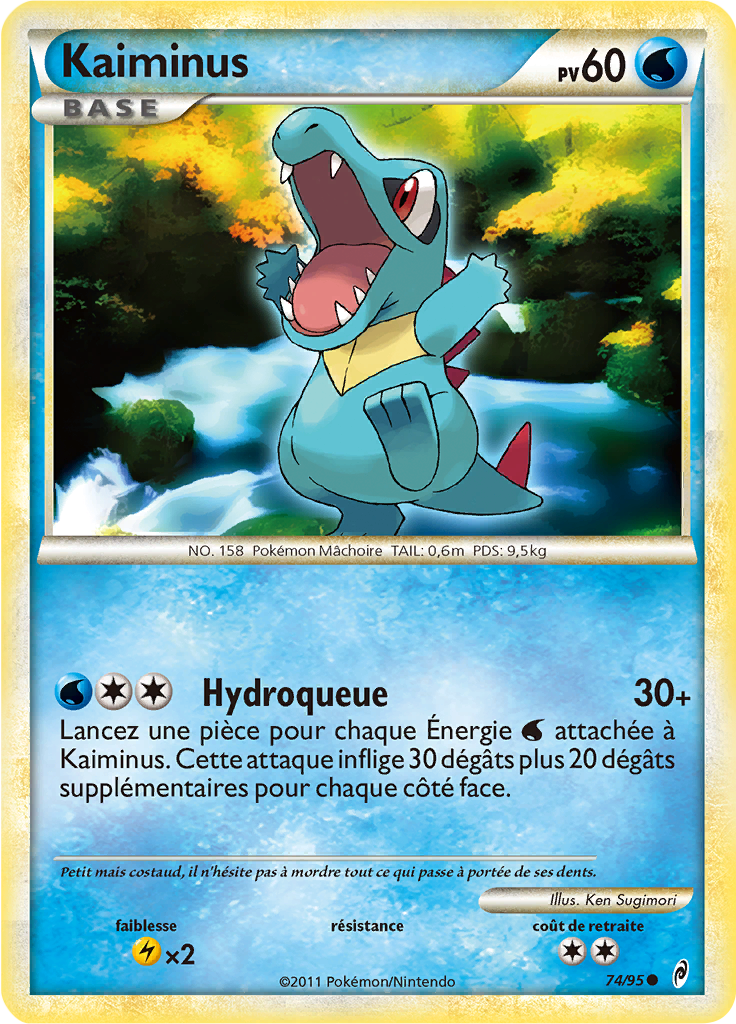 Kaiminus
PV60
BASE
NO. 158 Pokémon Mâchoire TAIL: 0,6m PDS: 9,5kg
Hydroqueue 30+
Lancez une pièce pour chaque Énergie attachée à
Kaiminus. Cette attaque inflige 30 dégâts plus 20 dégâts
supplémentaires pour chaque côté face.
Petit mais costaud, il n'hésite pas à mordre tout ce qui passe à portée de ses dents.
Illus. Ken Sugimori
faiblesse résistance coût de retraite
×2
©2011 Pokémon/Nintendo
74/95